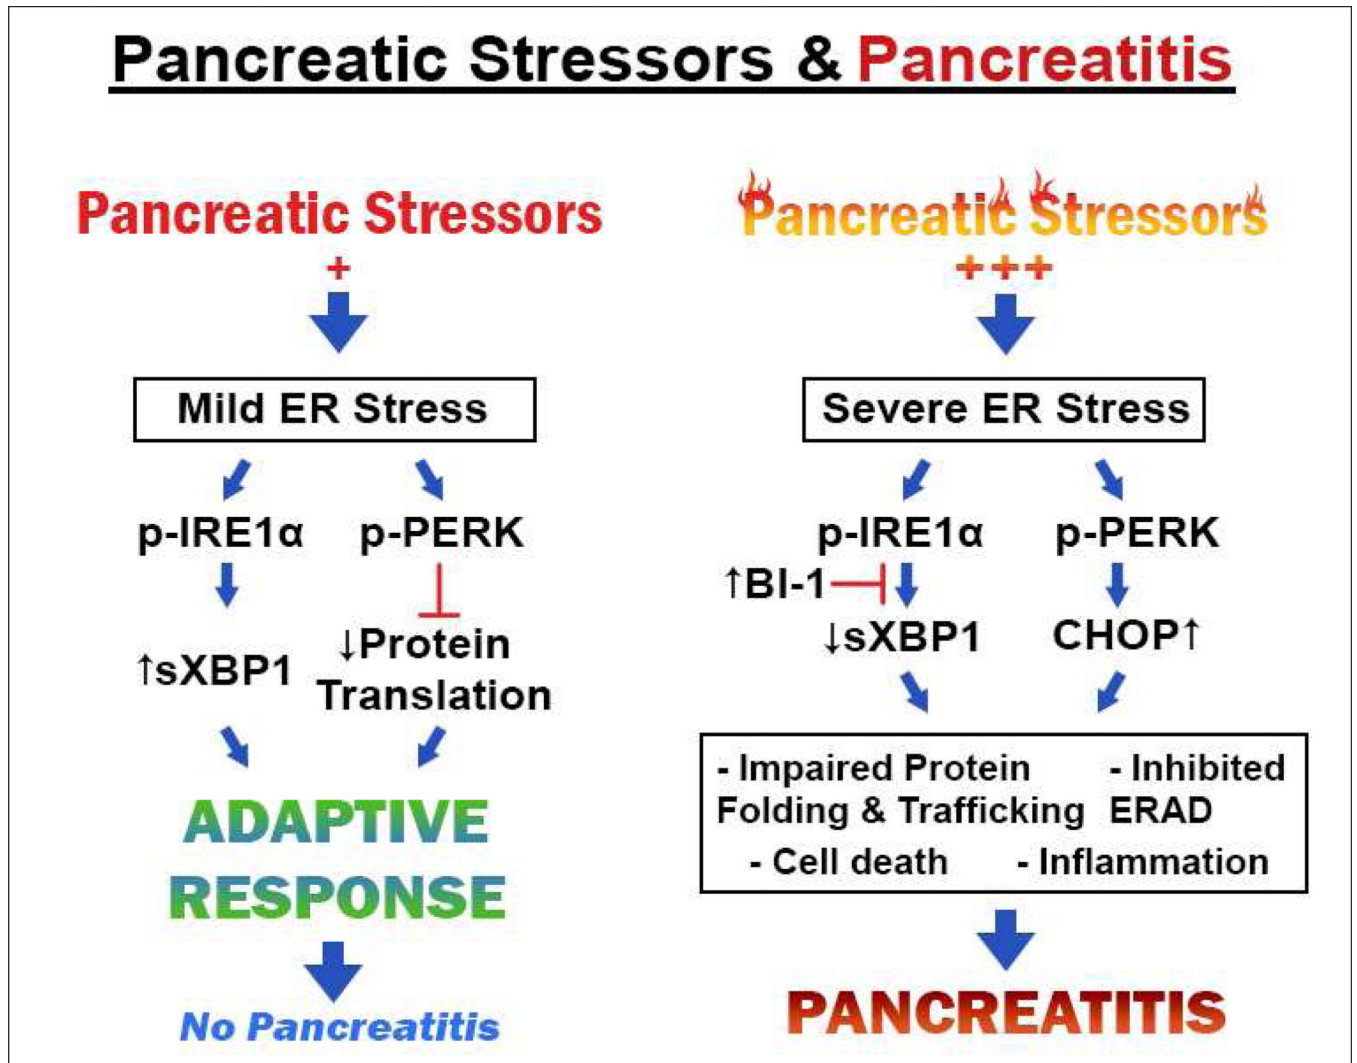 Pancreatic Stressors & Pancreatitis
Pancreatic Stressors
+
Mild ER Stress
p-IRE1α p-PERK
↑sXBP1
↓Protein
Translation
ADAPTIVE
RESPONSE
No Pancreatitis
Pancreatic Stressors
+++
Severe ER Stress
p-IRE1α p-PERK
↑BI-1
↓sXBP1 CHOP↑
- Impaired Protein
Folding & Trafficking
- Inhibited
ERAD
- Cell death - Inflammation
PANCREATITIS